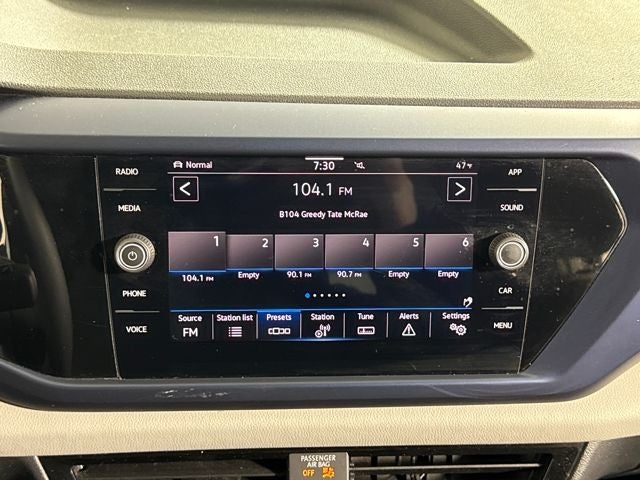 RADIO
MEDIA
PHONE
VOICE
Normal 7:30 47°F
< 104.1 FM >
B104 Greedy Tate McRae
1 2 3 4 5 6
104.1 FM Empty 90.1 FM 90.7 FM Empty Empty
Source Station list Presets Station Tune Alerts Settings
FM
APP
SOUND
CAR
MENU
PASSENGER
AIR BAG
OFF